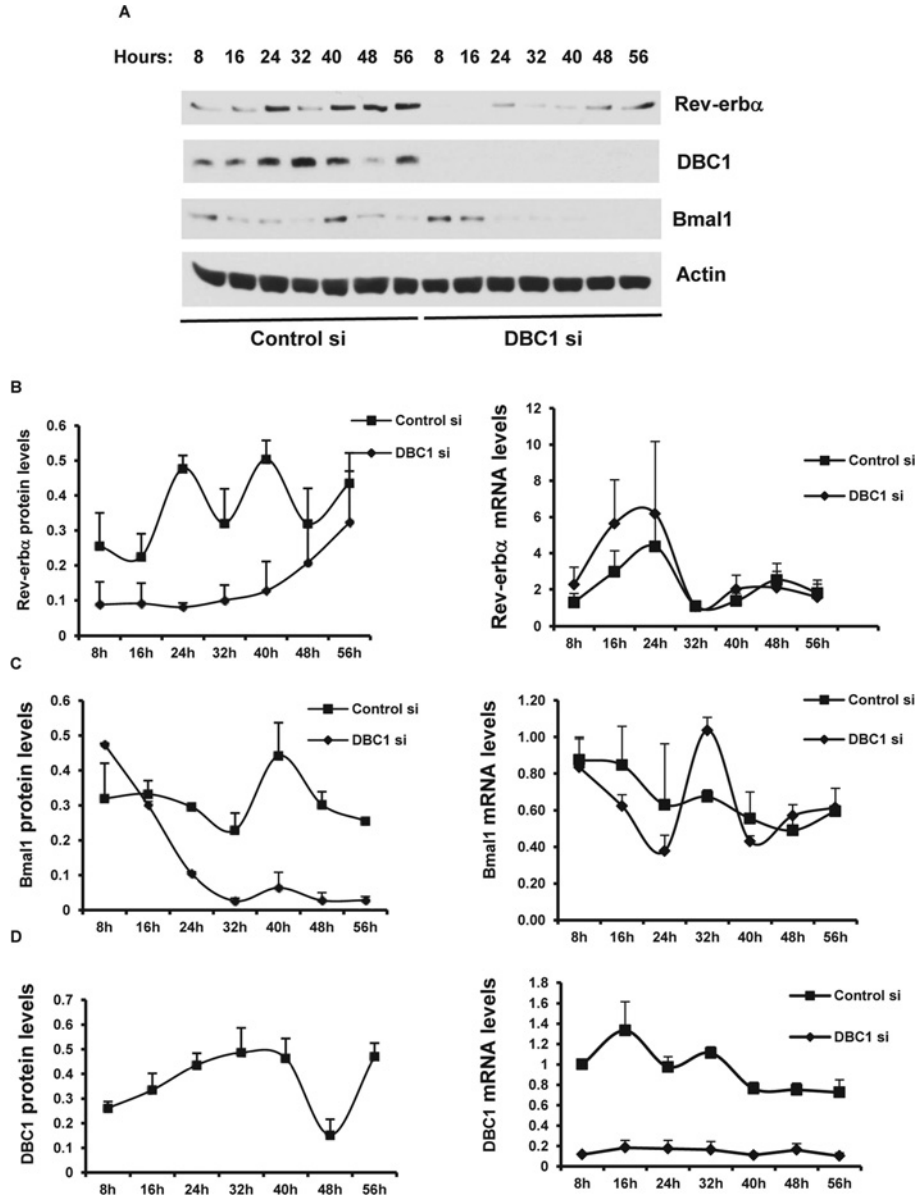 A
Hours: 8 16 24 32 40 48 56 8 16 24 32 40 48 56
Rev-erbα
DBC1
Bmal1
Actin
Control si DBC1 si
B
Rev-erbα protein levels
0.6
0.5
0.4
0.3
0.2
0.1
0
8h 16h 24h 32h 40h 48h 56h
Control si
DBC1 si
Rev-erbα mRNA levels
12
10
8
6
4
2
0
8h 16h 24h 32h 40h 48h 56h
Control si
DBC1 si
C
Bmal1 protein levels
0.6
0.5
0.4
0.3
0.2
0.1
0
8h 16h 24h 32h 40h 48h 56h
Control si
DBC1 si
Bmal1 mRNA levels
1.20
1.00
0.80
0.60
0.40
0.20
0.00
8h 16h 24h 32h 40h 48h 56h
Control si
DBC1 si
D
DBC1 protein levels
0.7
0.6
0.5
0.4
0.3
0.2
0.1
0
8h 16h 24h 32h 40h 48h 56h
DBC1 mRNA levels
1.8
1.6
1.4
1.2
1
0.8
0.6
0.4
0.2
0
8h 16h 24h 32h 40h 48h 56h
Control si
DBC1 si